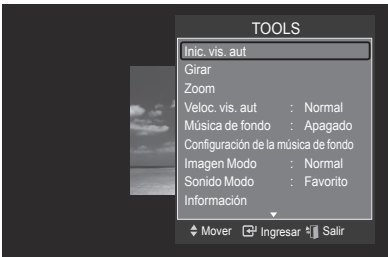 TOOLS
Inic. vis. aut
Girar
Zoom
Veloc. vis. aut : Normal
Música de fondo : Apagado
Configuración de la música de fondo
Imagen Modo : Normal
Sonido Modo : Favorito
Información
Mover Ingresar Salir